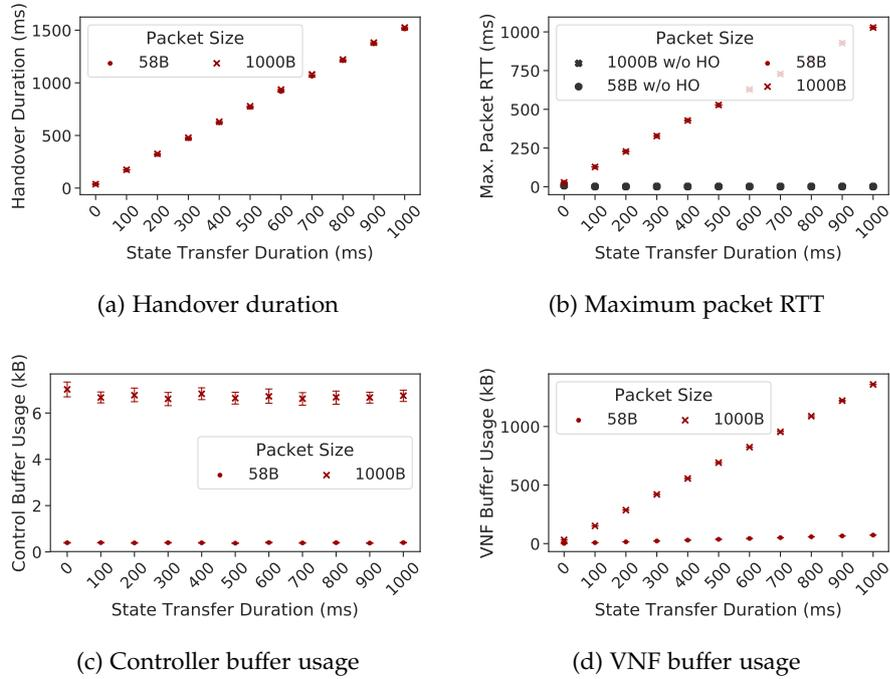 Handover Duration (ms)
1500
1000
500
0
Packet Size
58B
1000B
0 100 200 300 400 500 600 700 800 900 1000
State Transfer Duration (ms)
(a) Handover duration
Max. Packet RTT (ms)
1000
750
500
250
0
Packet Size
1000B w/o HO
58B w/o HO
58B
1000B
0 100 200 300 400 500 600 700 800 900 1000
State Transfer Duration (ms)
(b) Maximum packet RTT
Control Buffer Usage (kB)
6
4
2
0
Packet Size
58B
1000B
0 100 200 300 400 500 600 700 800 900 1000
State Transfer Duration (ms)
(c) Controller buffer usage
VNF Buffer Usage (kB)
1000
500
0
Packet Size
58B
1000B
0 100 200 300 400 500 600 700 800 900 1000
State Transfer Duration (ms)
(d) VNF buffer usage